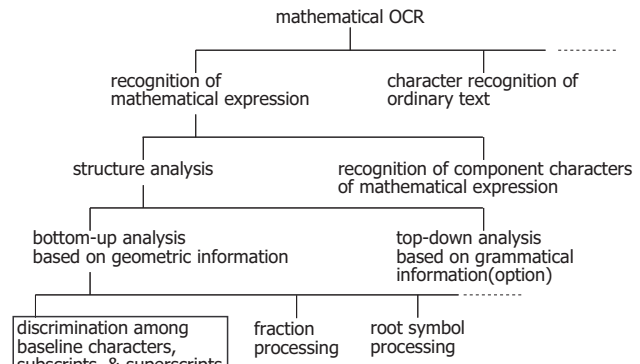 mathematical OCR
recognition of
mathematical expression
character recognition of
ordinary text
structure analysis
recognition of component characters
of mathematical expression
bottom-up analysis
based on geometric information
top-down analysis
based on grammatical
information(option)
discrimination among
baseline characters,
subscripts, & superscripts
fraction
processing
root symbol
processing